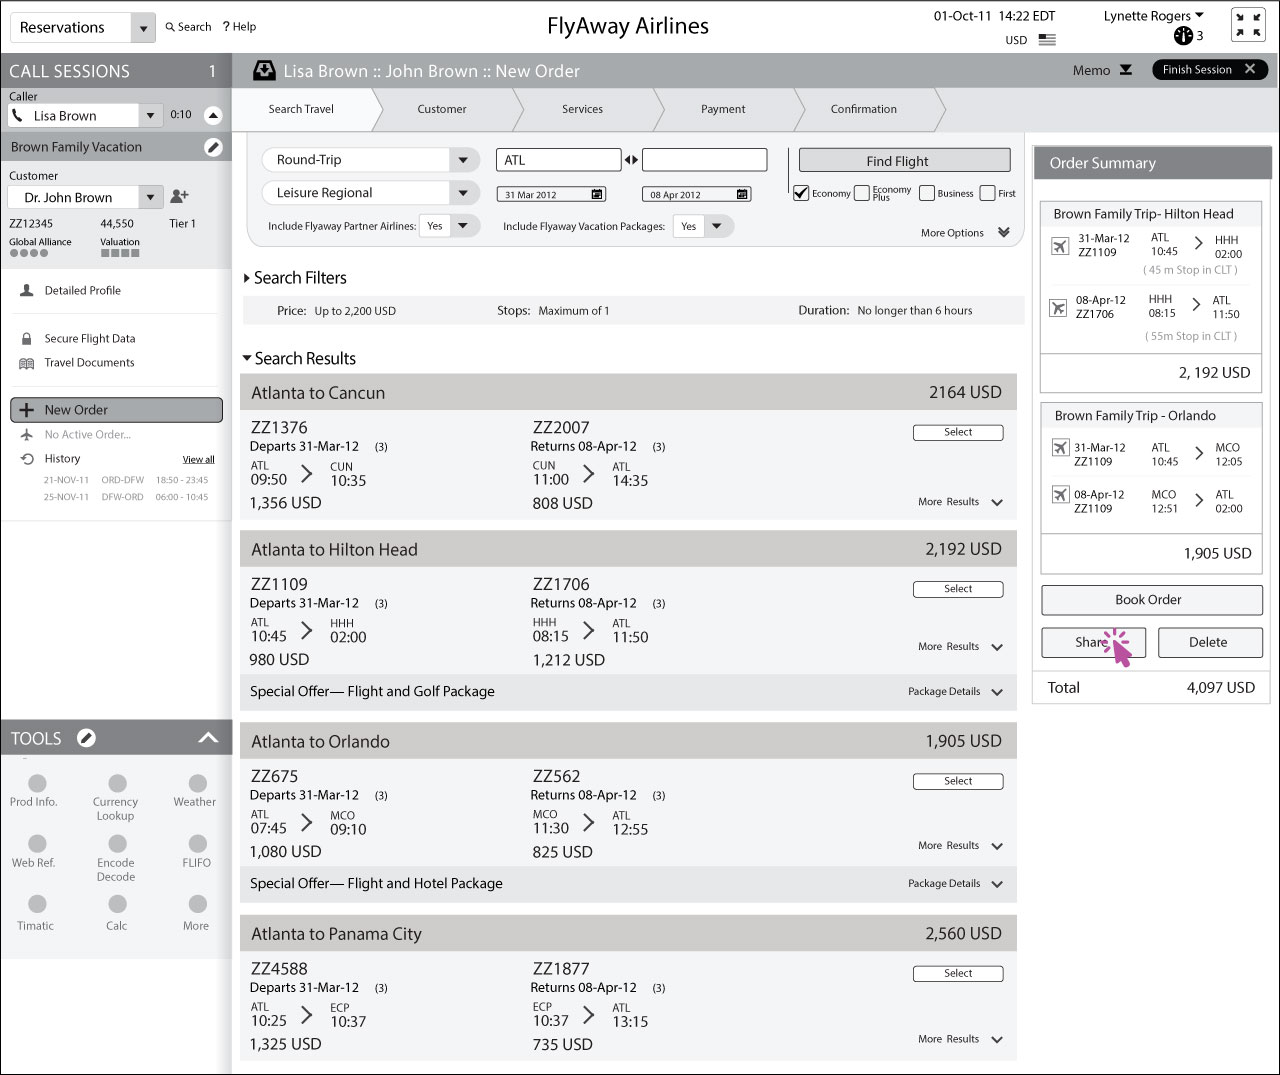 Reservations
Search
? Help
FlyAway Airlines
01-Oct-11 14:22 EDT
USD
Lynette Rogers
3
CALL SESSIONS 1
Caller
Lisa Brown
0:10
Brown Family Vacation
Customer
Dr. John Brown
ZZ12345 44,550 Tier 1
Global Alliance Valuation
Detailed Profile
Secure Flight Data
Travel Documents
New Order
No Active Order...
History View all
21-NOV-11 ORD-DFW 18:50 - 23:45
25-NOV-11 DFW-ORD 06:00 - 10:45
TOOLS
Prod Info.
Currency
Lookup
Weather
Web Ref.
Encode
Decode
FLIFO
Timatic
Calc
More
Lisa Brown :: John Brown :: New Order
Memo
Finish Session
Search Travel
Customer
Services
Payment
Confirmation
Round-Trip
ATL
Find Flight
Leisure Regional
31 Mar 2012
08 Apr 2012
Economy
Economy
Plus
Business
First
Include Flyaway Partner Airlines: Yes
Include Flyaway Vacation Packages: Yes
More Options
Search Filters
Price: Up to 2,200 USD
Stops: Maximum of 1
Duration: No longer than 6 hours
Search Results
Atlanta to Cancun 2164 USD
ZZ1376 ZZ2007
Select
Departs 31-Mar-12 (3) Returns 08-Apr-12 (3)
ATL CUN CUN ATL
09:50 10:35 11:00 14:35
1,356 USD 808 USD
More Results
Atlanta to Hilton Head 2,192 USD
ZZ1109 ZZ1706
Select
Departs 31-Mar-12 (3) Returns 08-Apr-12 (3)
ATL HHH HHH ATL
10:45 02:00 08:15 11:50
More Results
980 USD 1,212 USD
Special Offer— Flight and Golf Package
Package Details
Atlanta to Orlando 1,905 USD
ZZ675 ZZ562
Select
Departs 31-Mar-12 (3) Returns 08-Apr-12 (3)
ATL MCO MCO ATL
07:45 09:10 11:30 12:55
More Results
1,080 USD 825 USD
Special Offer— Flight and Hotel Package
Package Details
Atlanta to Panama City 2,560 USD
ZZ4588 ZZ1877
Select
Departs 31-Mar-12 (3) Returns 08-Apr-12 (3)
ATL ECP ECP ATL
10:25 10:37 10:37 13:15
More Results
1,325 USD 735 USD
Order Summary
Brown Family Trip- Hilton Head
31-Mar-12 ATL HHH
ZZ1109 10:45 02:00
( 45 m Stop in CLT )
08-Apr-12 HHH ATL
ZZ1706 08:15 11:50
( 55m Stop in CLT )
2, 192 USD
Brown Family Trip - Orlando
31-Mar-12 ATL MCO
ZZ1109 10:45 12:05
08-Apr-12 MCO ATL
ZZ1109 12:51 02:00
1,905 USD
Book Order
Share
Delete
Total 4,097 USD